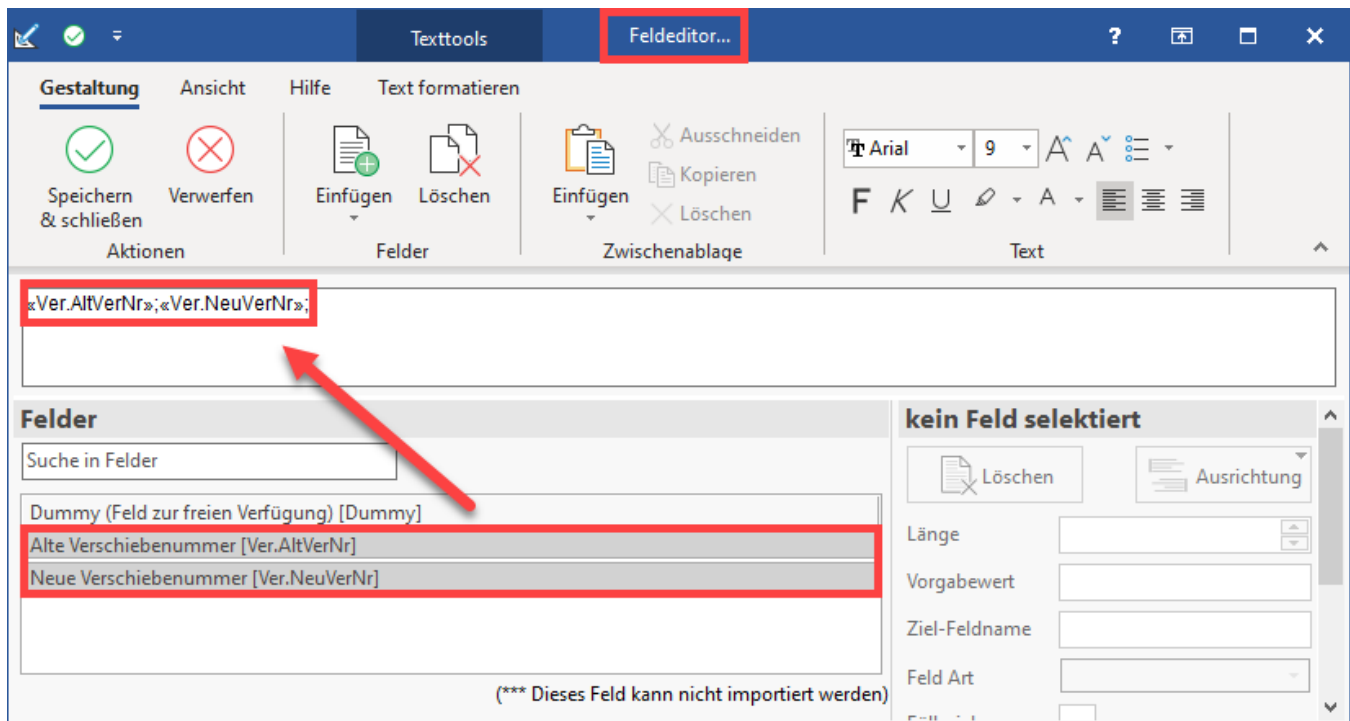 Texttools Feldeditor... ?
Gestaltung Ansicht Hilfe Text formatieren
Speichern & schließen
Verwerfen
Aktionen
Einfügen Löschen
Felder
Einfügen
Ausschneiden
Kopieren
Löschen
Zwischenablage
Arial 9
F K U A
Text
«Ver.AltVerNr»;«Ver.NeuVerNr»;
Felder
Suche in Felder
Dummy (Feld zur freien Verfügung) [Dummy]
Alte Verschiebenummer [Ver.AltVerNr]
Neue Verschiebenummer [Ver.NeuVerNr]
(*** Dieses Feld kann nicht importiert werden)
kein Feld selektiert
Löschen Ausrichtung
Länge
Vorgabewert
Ziel-Feldname
Feld Art